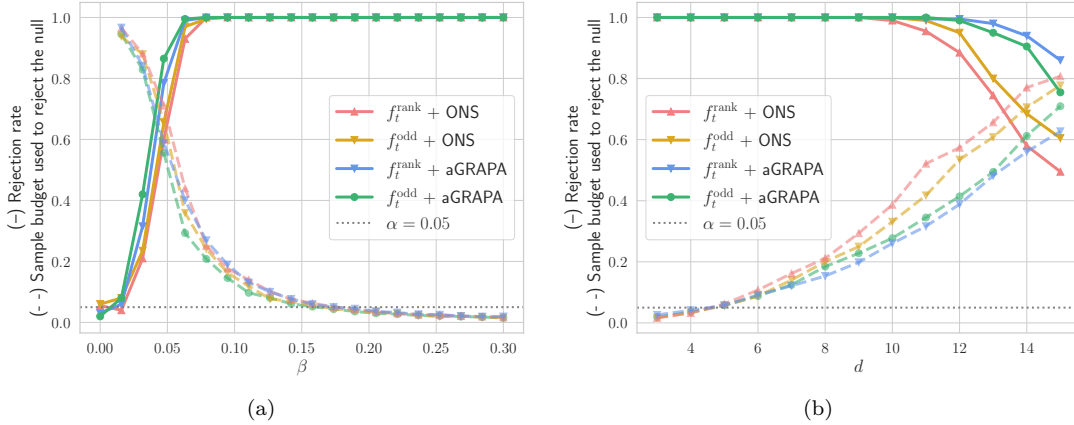 (−) Rejection rate
(- -) Sample budget used to reject the null
1.0
0.8
0.6
0.4
0.2
0.0
0.00
0.05
0.10
0.15
0.20
0.25
0.30
β
f_t^rank + ONS
f_t^odd + ONS
f_t^rank + aGRAPA
f_t^odd + aGRAPA
α = 0.05
(a)
(−) Rejection rate
(- -) Sample budget used to reject the null
1.0
0.8
0.6
0.4
0.2
0.0
4
6
8
10
12
14
d
f_t^rank + ONS
f_t^odd + ONS
f_t^rank + aGRAPA
f_t^odd + aGRAPA
α = 0.05
(b)